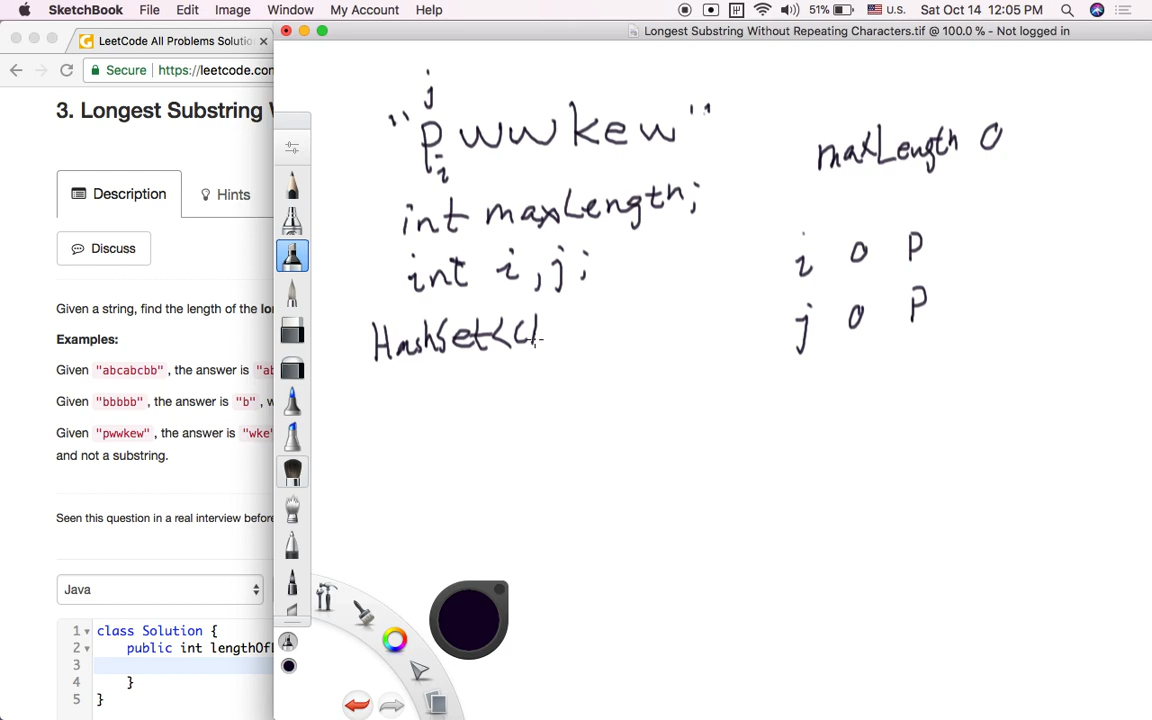 SketchBook File Edit Image Window My Account Help 51% U.S. Sat Oct 14 12:05 PM
LeetCode All Problems Solutio
Longest Substring Without Repeating Characters.tif @ 100.0 % - Not logged in
Secure https://leetcode.con
3. Longest Substring
Description
Hints
Discuss
Given a string, find the length of the lo
Examples:
Given "abcabcbb", the answer is "ab
Given "bbbbb", the answer is "b", w
Given "pwwkew", the answer is "wke"
and not a substring.
Seen this question in a real interview before
Java
1 class Solution {
2 public int lengthOfL
3
4 }
5 }
j
"pwwkew"
i
int maxLength;
int i, j;
HashSet<Cl
maxLength 0
i 0 P
j 0 P